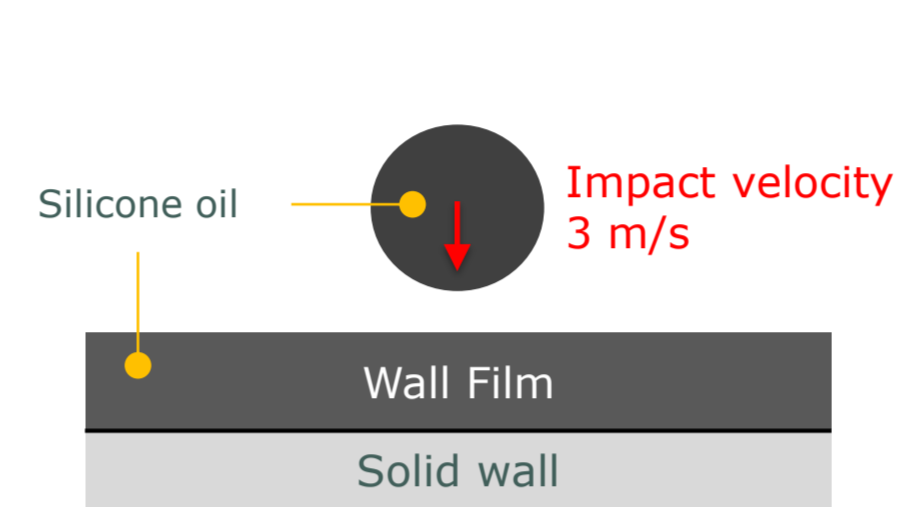 Impact velocity
3 m/s
Silicone oil
Wall Film
Solid wall